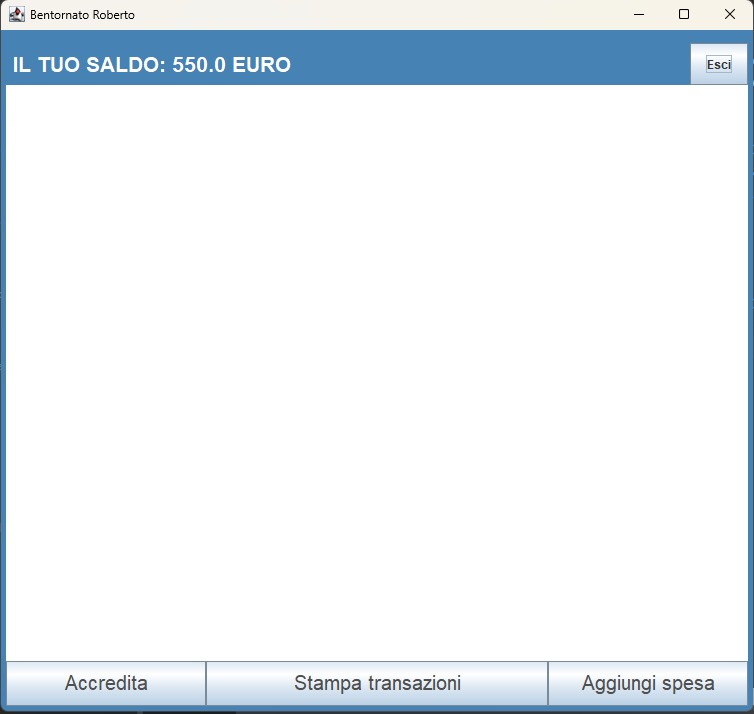 Bentornato Roberto
IL TUO SALDO: 550.0 EURO
Esci
Accredita
Stampa transazioni
Aggiungi spesa